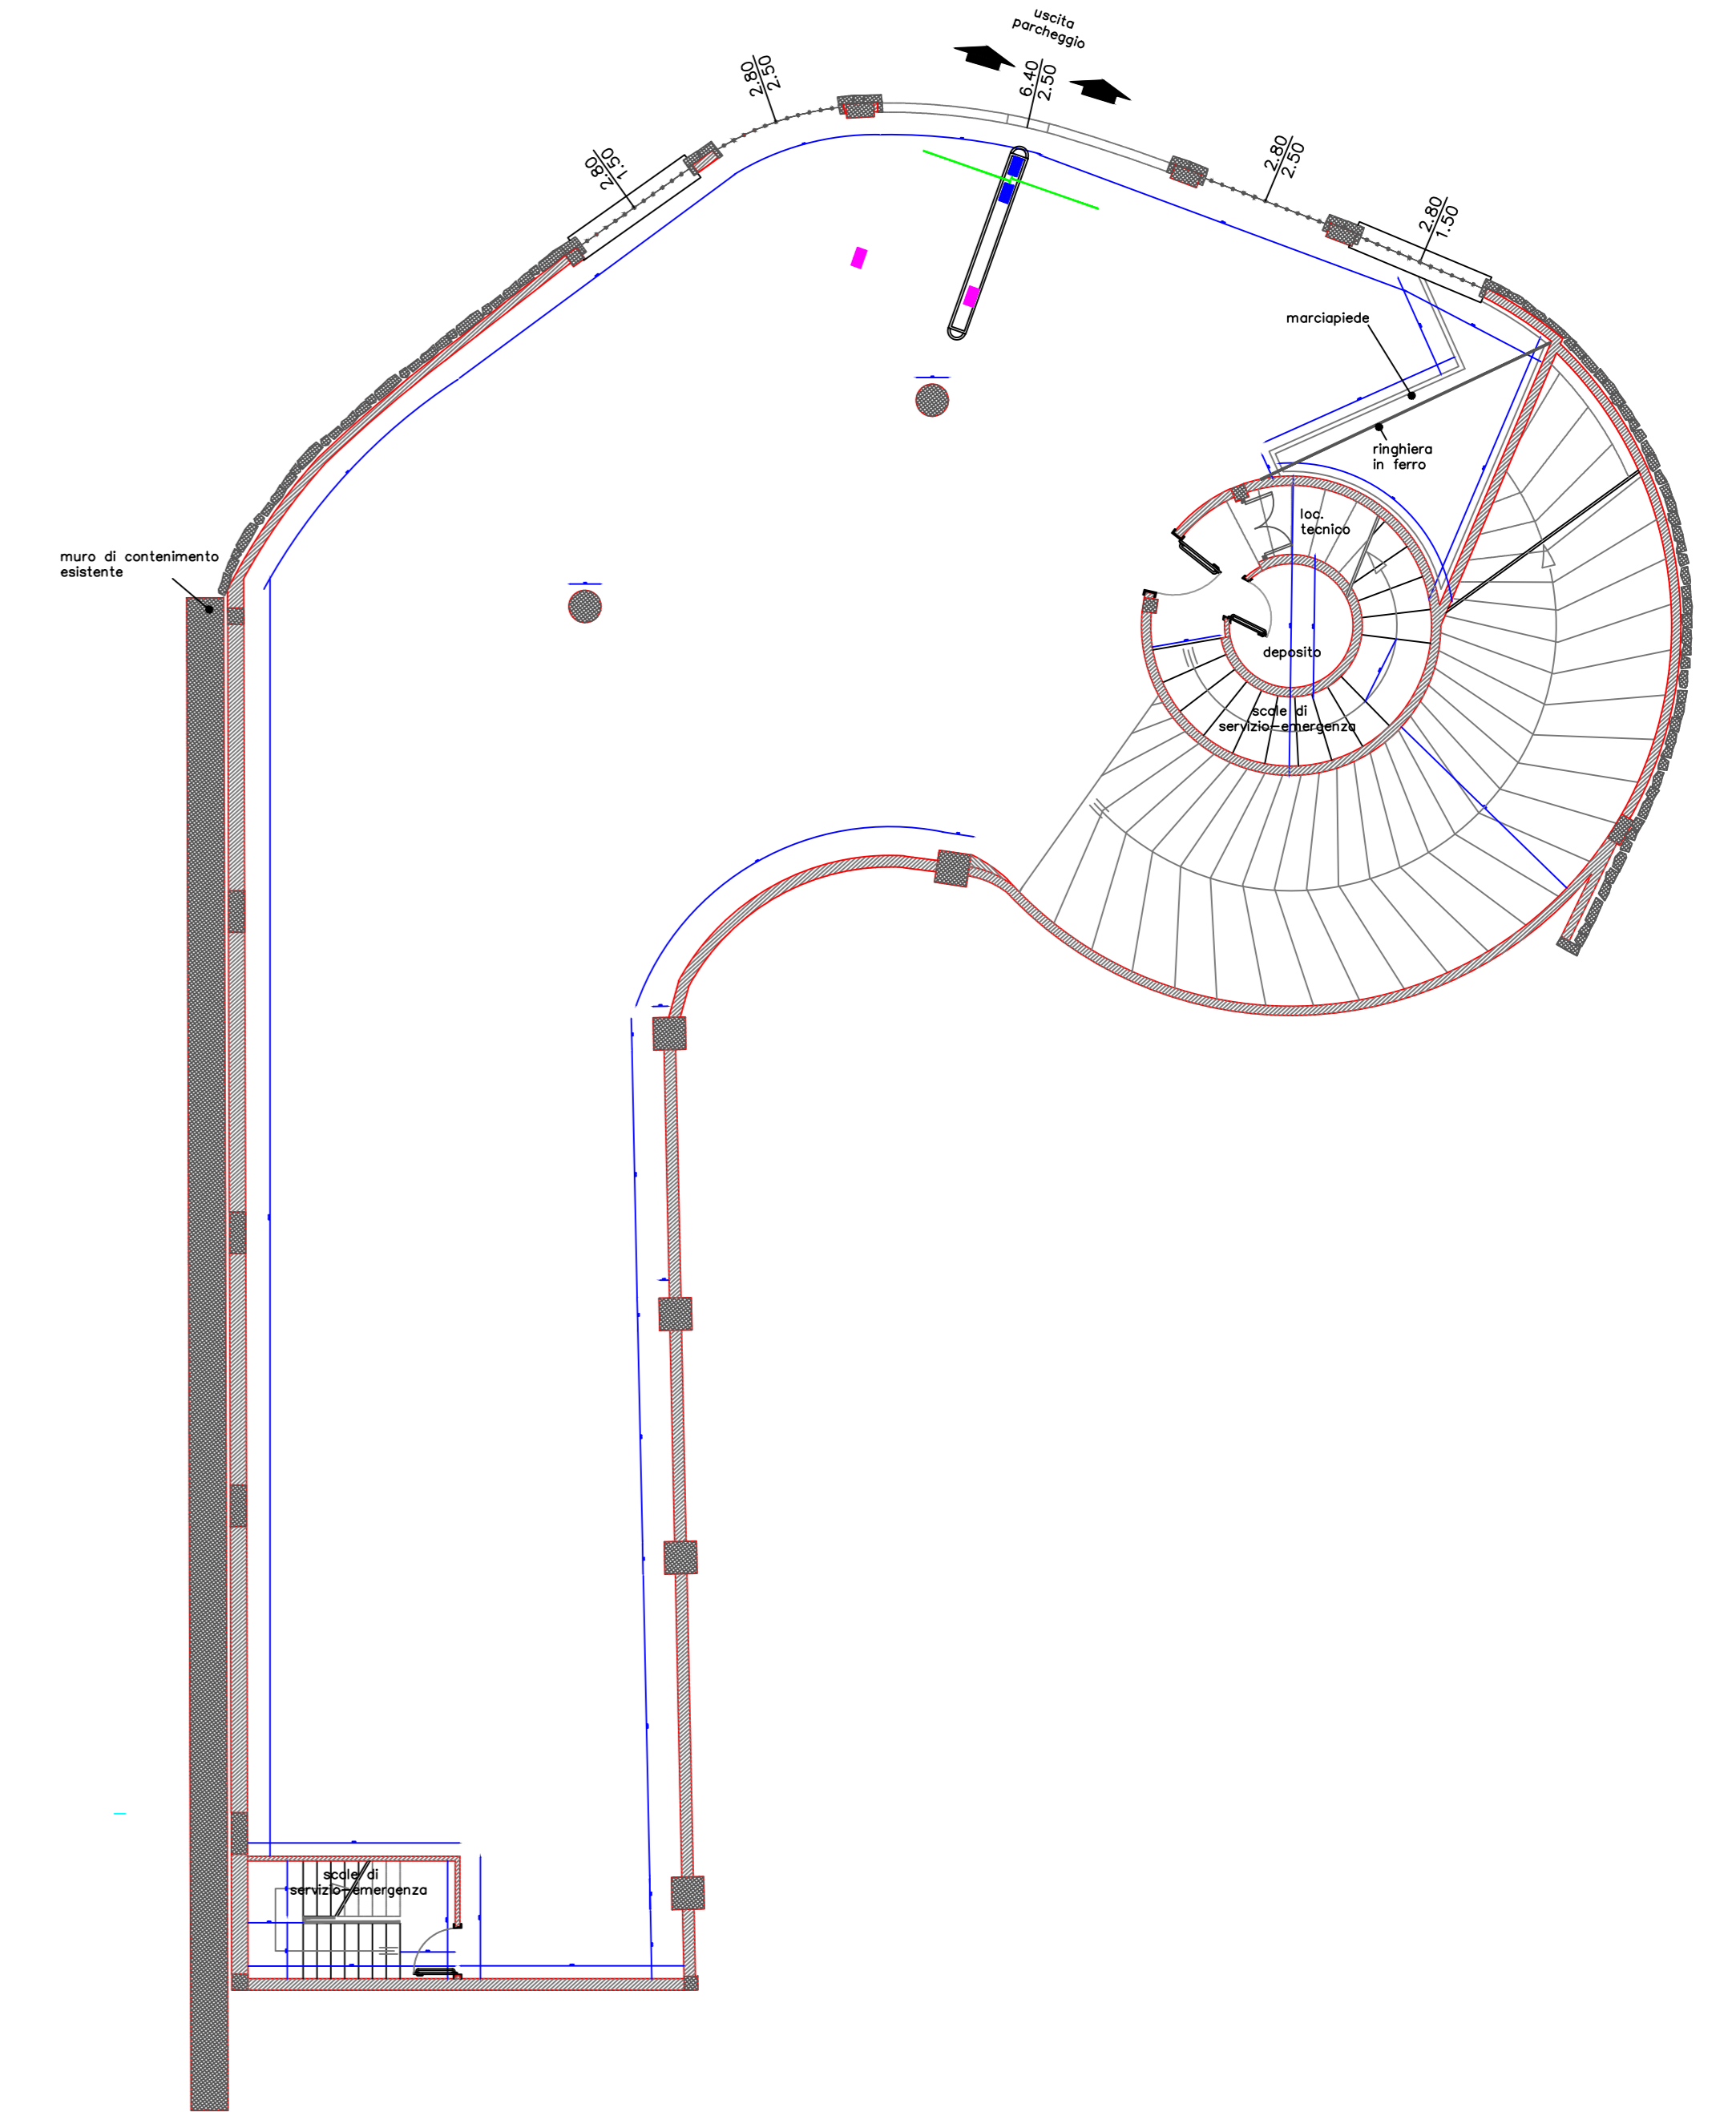 uscita
parcheggio
2.80
2.50
6.40
2.50
2.80
1.50
2.80
2.50
2.80
1.50
marciapiede
ringhiera
in ferro
loc.
tecnico
muro di contenimento
esistente
deposito
scale di
servizio-emergenza
scale di
servizio-emergenza